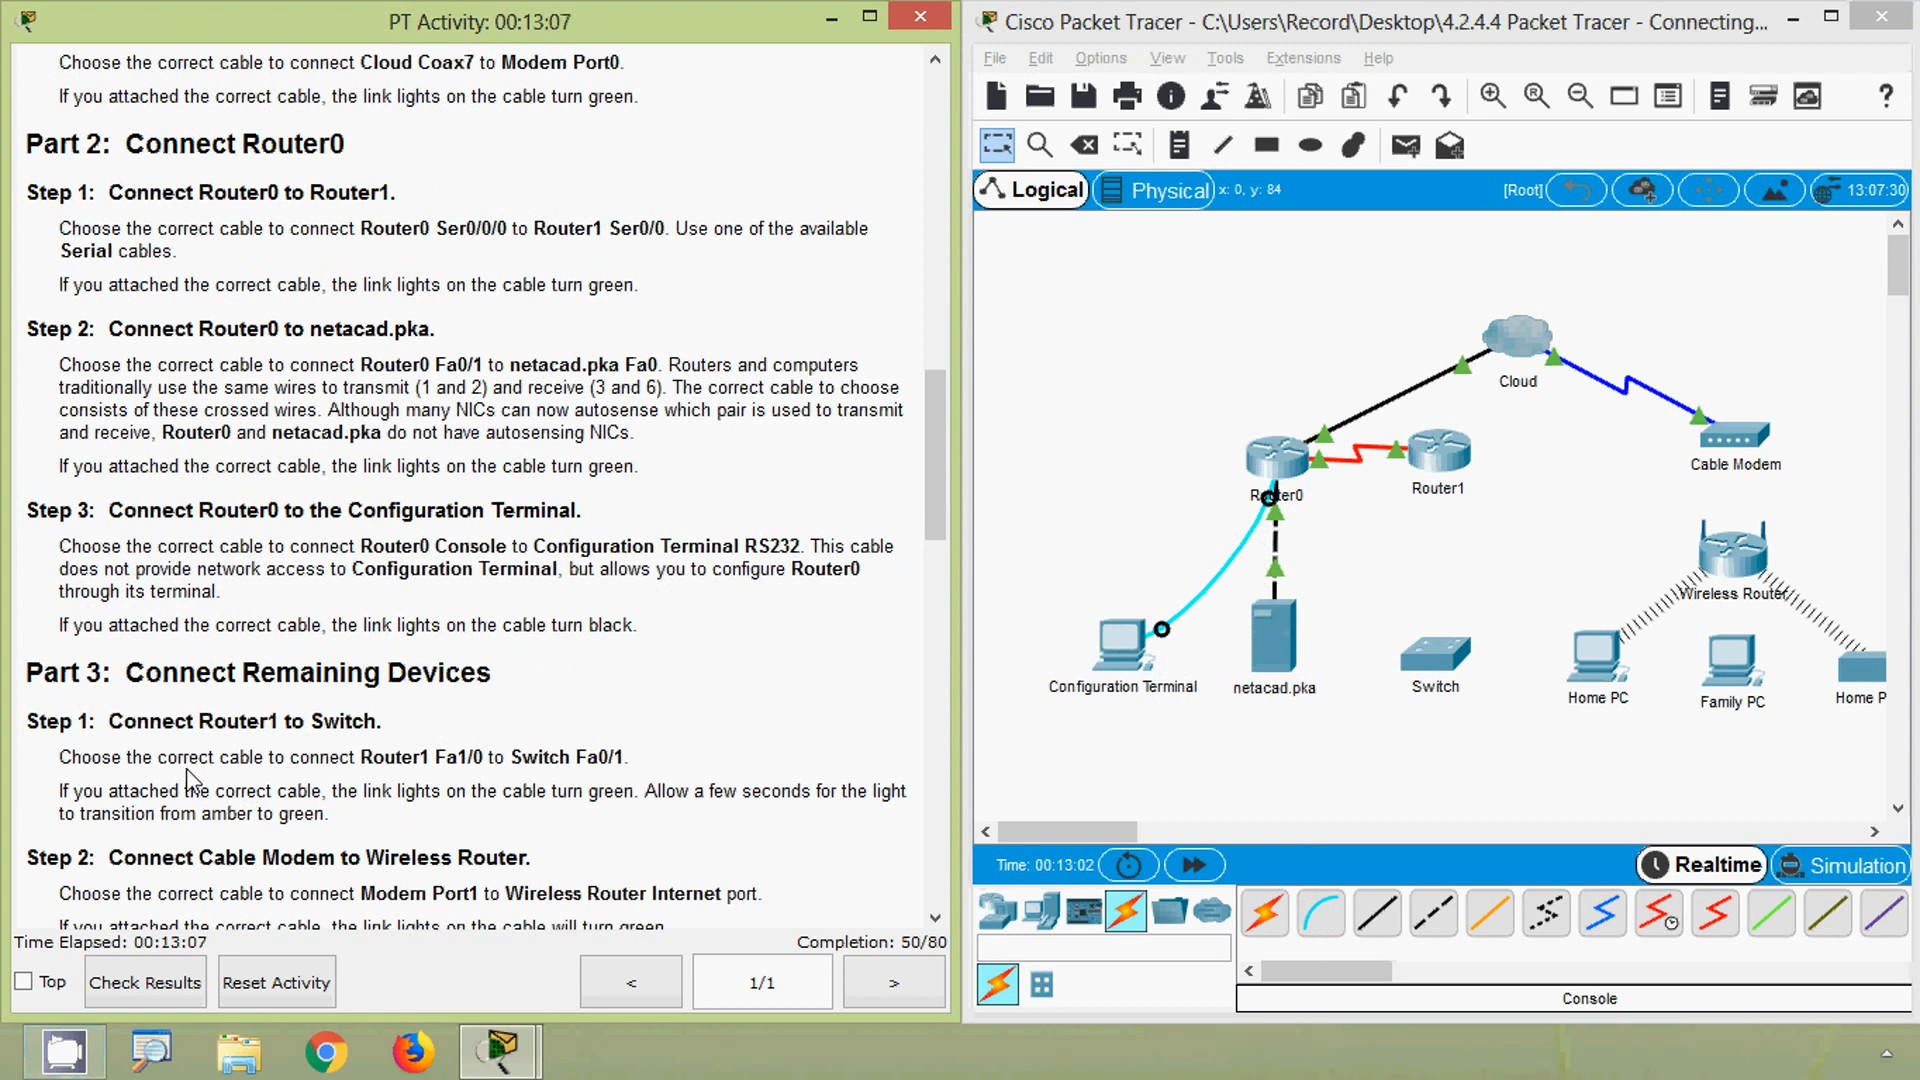 PT Activity: 00:13:07
Choose the correct cable to connect Cloud Coax7 to Modem Port0.
If you attached the correct cable, the link lights on the cable turn green.
Part 2: Connect Router0
Step 1: Connect Router0 to Router1.
Choose the correct cable to connect Router0 Ser0/0/0 to Router1 Ser0/0. Use one of the available
Serial cables.
If you attached the correct cable, the link lights on the cable turn green.
Step 2: Connect Router0 to netacad.pka.
Choose the correct cable to connect Router0 Fa0/1 to netacad.pka Fa0. Routers and computers
traditionally use the same wires to transmit (1 and 2) and receive (3 and 6). The correct cable to choose
consists of these crossed wires. Although many NICs can now autosense which pair is used to transmit
and receive, Router0 and netacad.pka do not have autosensing NICs.
If you attached the correct cable, the link lights on the cable turn green.
Step 3: Connect Router0 to the Configuration Terminal.
Choose the correct cable to connect Router0 Console to Configuration Terminal RS232. This cable
does not provide network access to Configuration Terminal, but allows you to configure Router0
through its terminal.
If you attached the correct cable, the link lights on the cable turn black.
Part 3: Connect Remaining Devices
Step 1: Connect Router1 to Switch.
Choose the correct cable to connect Router1 Fa1/0 to Switch Fa0/1.
If you attached the correct cable, the link lights on the cable turn green. Allow a few seconds for the light
to transition from amber to green.
Step 2: Connect Cable Modem to Wireless Router.
Choose the correct cable to connect Modem Port1 to Wireless Router Internet port.
If you attached the correct cable, the link lights on the cable will turn green.
Time Elapsed: 00:13:07
Completion: 50/80
Top
Check Results
Reset Activity
<
1/1
>
Cisco Packet Tracer - C:\Users\Record\Desktop\4.2.4.4 Packet Tracer - Connecting...
File Edit Options View Tools Extensions Help
Logical
Physical
x: 0, y: 84
[Root]
13:07:30
Cloud
Cable Modem
Router0
Router1
Wireless Router
Configuration Terminal
netacad.pka
Switch
Home PC
Family PC
Home P
Time: 00:13:02
Realtime
Simulation
Console